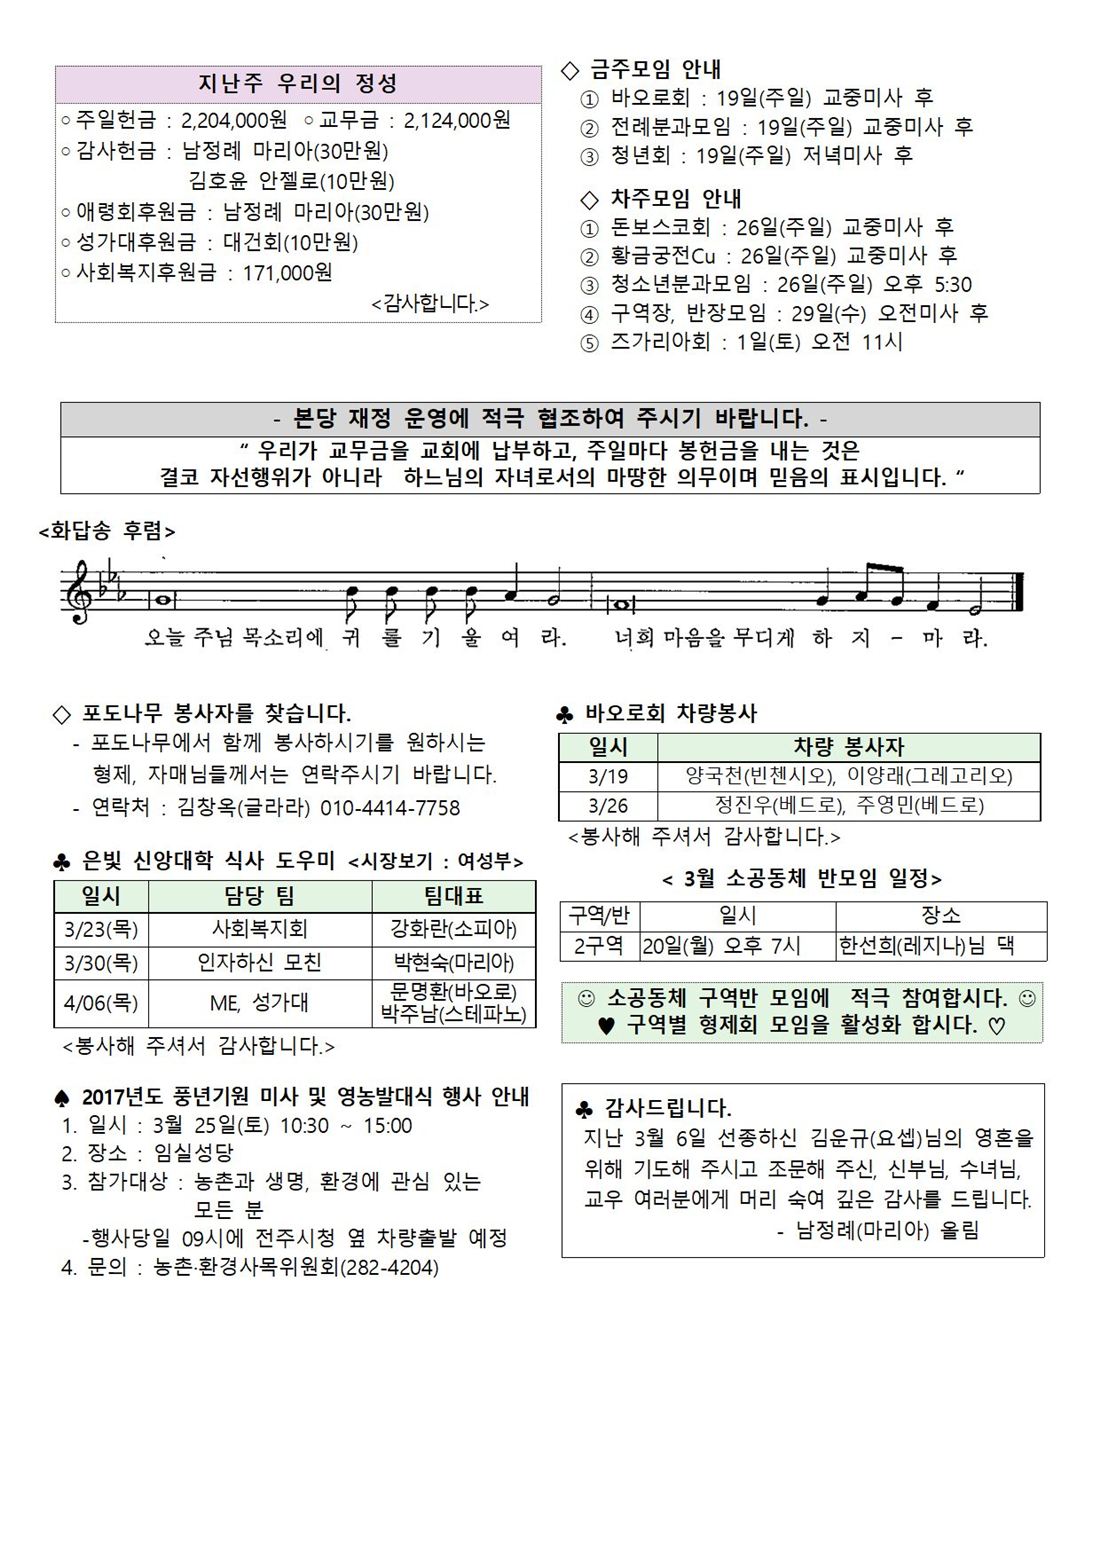 지난주 우리의 정성
○ 주일헌금 : 2,204,000원 ○ 교무금 : 2,124,000원
○ 감사헌금 : 남정례 마리아(30만원)
김호윤 안젤로(10만원)
○ 애령회후원금 : 남정례 마리아(30만원)
○ 성가대후원금 : 대건회(10만원)
○ 사회복지후원금 : 171,000원
<감사합니다.>
◇ 금주모임 안내
① 바오로회 : 19일(주일) 교중미사 후
② 전례분과모임 : 19일(주일) 교중미사 후
③ 청년회 : 19일(주일) 저녁미사 후
◇ 차주모임 안내
① 돈보스코회 : 26일(주일) 교중미사 후
② 황금궁전Cu : 26일(주일) 교중미사 후
③ 청소년분과모임 : 26일(주일) 오후 5:30
④ 구역장, 반장모임 : 29일(수) 오전미사 후
⑤ 즈가리아회 : 1일(토) 오전 11시
- 본당 재정 운영에 적극 협조하여 주시기 바랍니다. -
“ 우리가 교무금을 교회에 납부하고, 주일마다 봉헌금을 내는 것은
결코 자선행위가 아니라 하느님의 자녀로서의 마땅한 의무이며 믿음의 표시입니다. “
<화답송 후렴>
오늘 주님 목소리에 귀 를 기 울 여 라. 너희 마음을 무디게 하 지 – 마 라.
◇ 포도나무 봉사자를 찾습니다.
- 포도나무에서 함께 봉사하시기를 원하시는
형제, 자매님들께서는 연락주시기 바랍니다.
- 연락처 : 김창옥(글라라) 010-4414-7758
♣ 은빛 신앙대학 식사 도우미 <시장보기 : 여성부>
일시 담당 팀 팀대표
3/23(목) 사회복지회 강화란(소피아)
3/30(목) 인자하신 모친 박현숙(마리아)
4/06(목) ME, 성가대 문명환(바오로)
박주남(스테파노)
<봉사해 주셔서 감사합니다.>
♠ 2017년도 풍년기원 미사 및 영농발대식 행사 안내
1. 일시 : 3월 25일(토) 10:30 ~ 15:00
2. 장소 : 임실성당
3. 참가대상 : 농촌과 생명, 환경에 관심 있는
모든 분
-행사당일 09시에 전주시청 옆 차량출발 예정
4. 문의 : 농촌·환경사목위원회(282-4204)
♣ 바오로회 차량봉사
일시 차량 봉사자
3/19 양국천(빈첸시오), 이양래(그레고리오)
3/26 정진우(베드로), 주영민(베드로)
<봉사해 주셔서 감사합니다.>
< 3월 소공동체 반모임 일정>
구역/반 일시 장소
2구역 20일(월) 오후 7시 한선희(레지나)님 댁
☺ 소공동체 구역반 모임에 적극 참여합시다. ☺
♥ 구역별 형제회 모임을 활성화 합시다. ♡
♣ 감사드립니다.
지난 3월 6일 선종하신 김운규(요셉)님의 영혼을
위해 기도해 주시고 조문해 주신, 신부님, 수녀님,
교우 여러분에게 머리 숙여 깊은 감사를 드립니다.
- 남정례(마리아) 올림